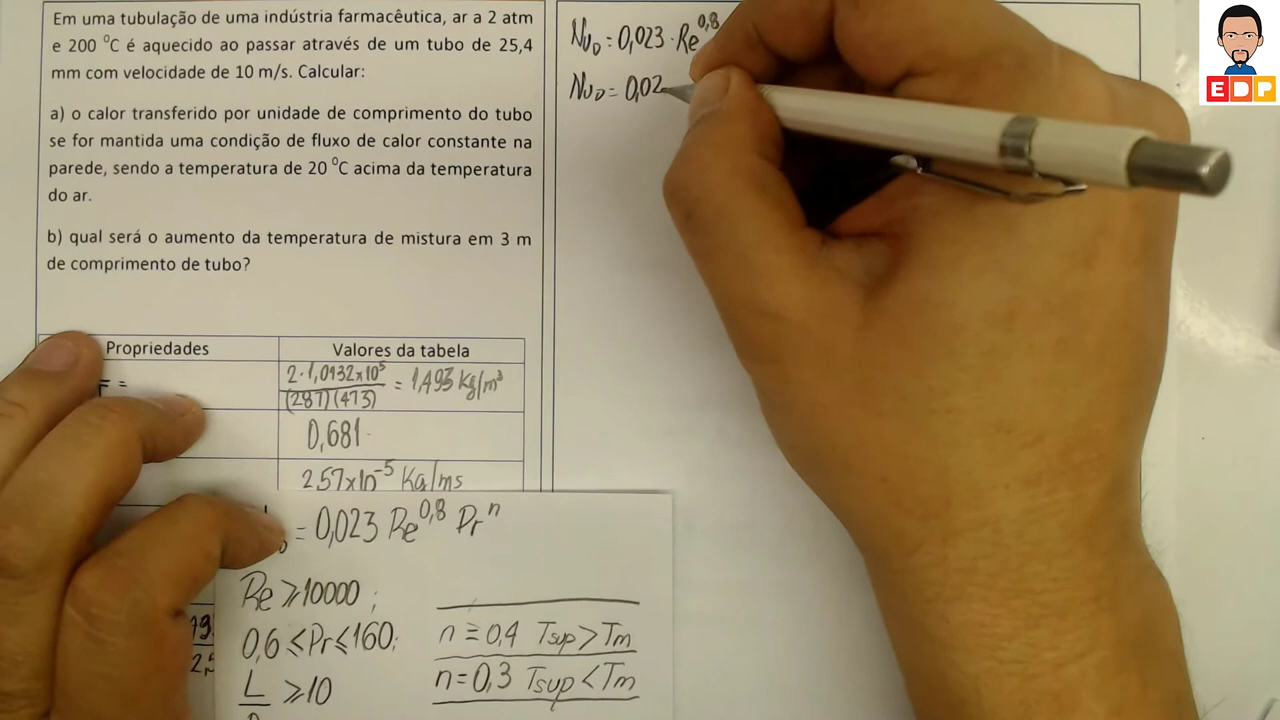 Em uma tubulação de uma indústria farmacêutica, ar a 2 atm
e 200 ⁰C é aquecido ao passar através de um tubo de 25,4
mm com velocidade de 10 m/s. Calcular:
a) o calor transferido por unidade de comprimento do tubo
se for mantida uma condição de fluxo de calor constante na
parede, sendo a temperatura de 20 ⁰C acima da temperatura
do ar.
b) qual será o aumento da temperatura de mistura em 3 m
de comprimento de tubo?
Propriedades Valores da tabela
2·1,0132x10⁵
(287)(473)
= 1,493 kg/m³
0,681
2,57x10⁻⁵ Kg/ms
= 0,023 Re^0,8 Pr^n
Re ⩾ 10000 ;
0,6 ⩽ Pr ⩽ 160;
L ⩾ 10
n = 0,4 Tsup > Tm
n = 0,3 Tsup < Tm
Nu_D = 0,023 · Re^0,8
Nu_D = 0,02
EDP